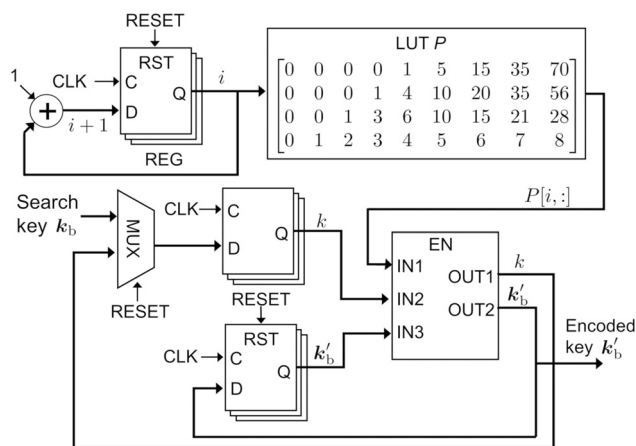 RESET
LUT P
CLK
C
RST
Q
i
1
+
i + 1
D
REG
0 0 0 0 1 5 15 35 70
0 0 0 1 4 10 20 35 56
0 0 1 3 6 10 15 21 28
0 1 2 3 4 5 6 7 8
P[i,:]
Search
key k_b
MUX
RESET
CLK
C
D
Q
k
EN
IN1
IN2
IN3
OUT1
OUT2
k
k′_b
RESET
RST
CLK
C
D
Q
k′_b
Encoded
key k′_b